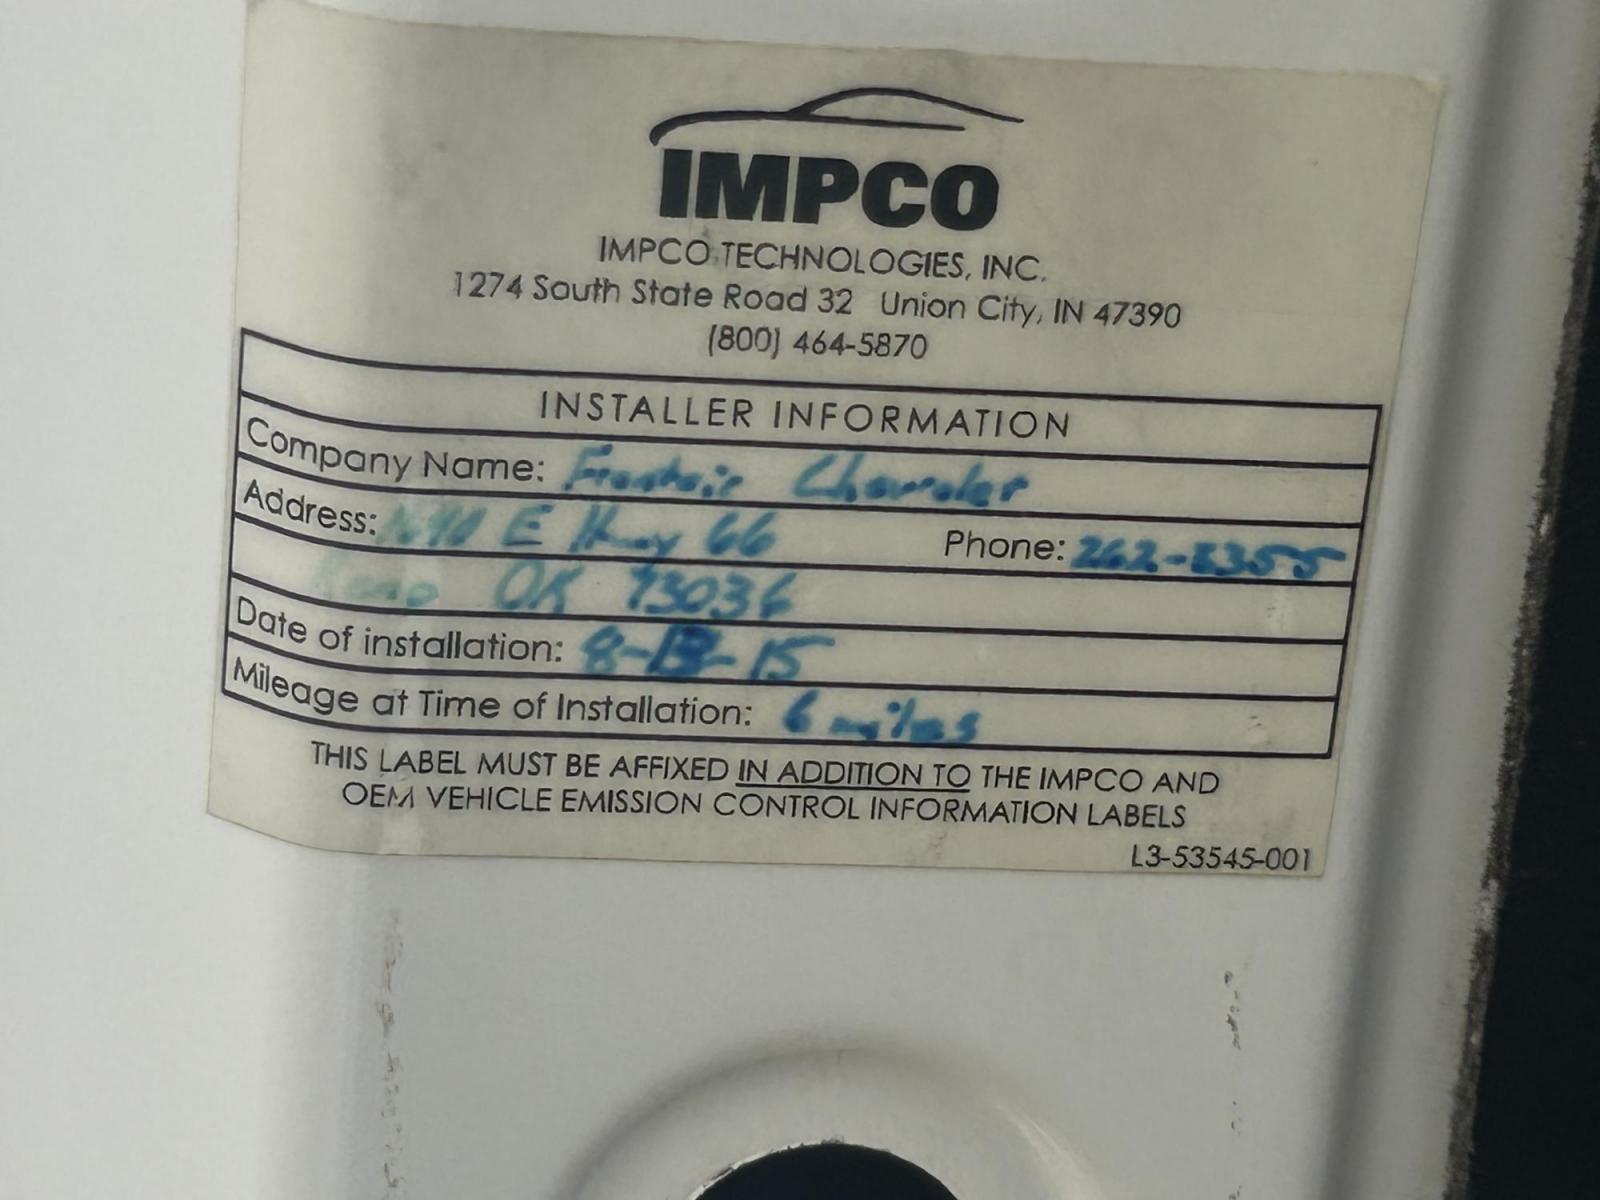 IMPCO
IMPCO TECHNOLOGIES, INC.
1274 South State Road 32 Union City, IN 47390
(800) 464-5870
INSTALLER INFORMATION
Company Name: Chevrolet
Address: E Hwy 66 Phone: 262-8355
OK 73036
Date of installation: 8-13-15
Mileage at Time of Installation: 6 miles
THIS LABEL MUST BE AFFIXED IN ADDITION TO THE IMPCO AND
OEM VEHICLE EMISSION CONTROL INFORMATION LABELS
L3-53545-001